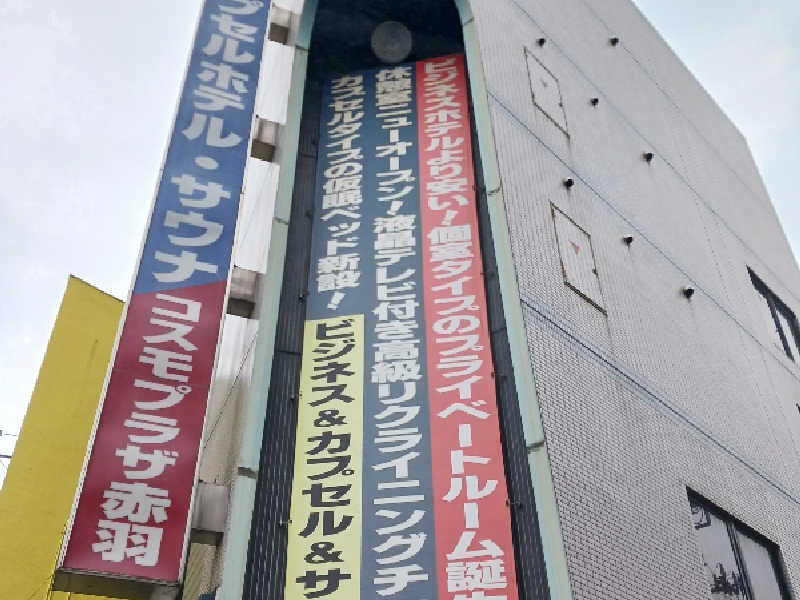 プセルホテル・サウナ
コスモプラザ赤羽
ビジネスホテルより安い!個室タイプのプライベートルーム誕
休憩室ニューオープン!液晶テレビ付き高級リクライニングチ
カプセルタイプの仮眠ベッド新設!
ビジネス&カプセル&サ